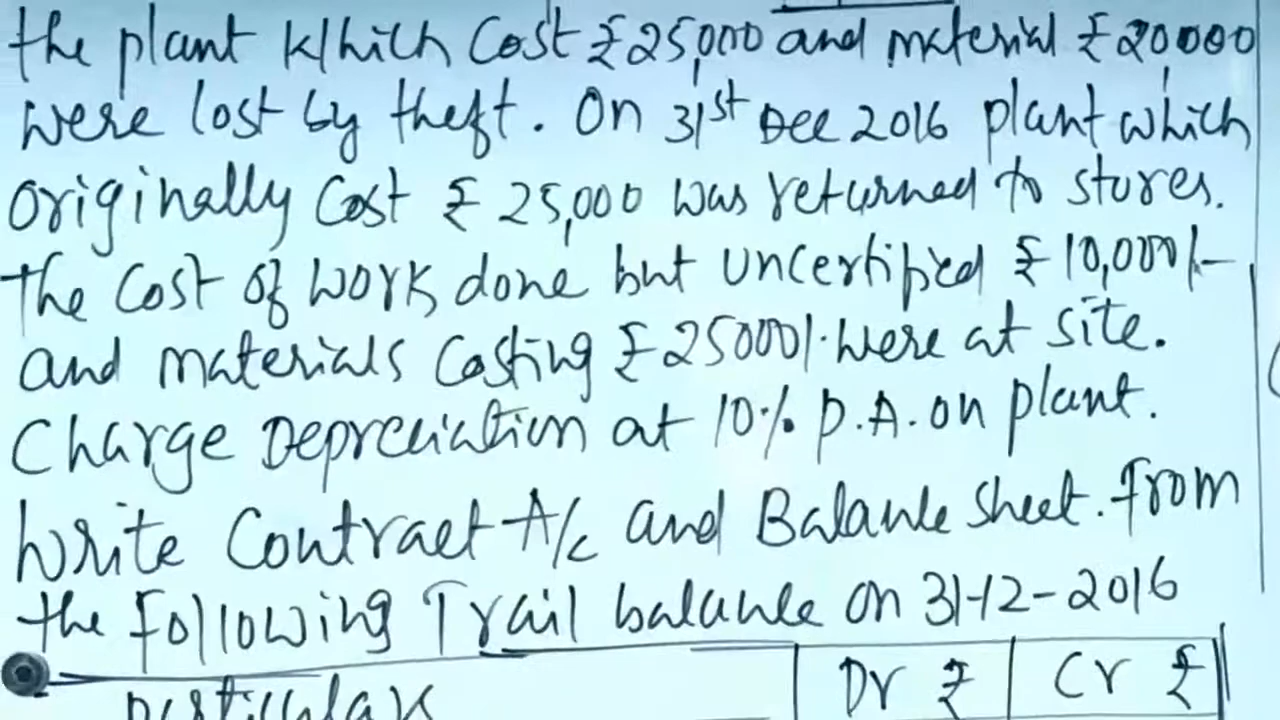 the plant which Cost ₹25,000 and material ₹20,000
were lost by theft. On 31st Dec 2016 plant which
originally Cost ₹ 25,000 was returned to stores.
The Cost of work done but uncertified ₹10,000/-
and materials Costing ₹25000/. were at site.
Charge Depreciation at 10% P.A. on plant.
Write Contract A/c and Balance sheet. From
the Following Trail balance on 31-12-2016
Particular Dr ₹ Cr ₹